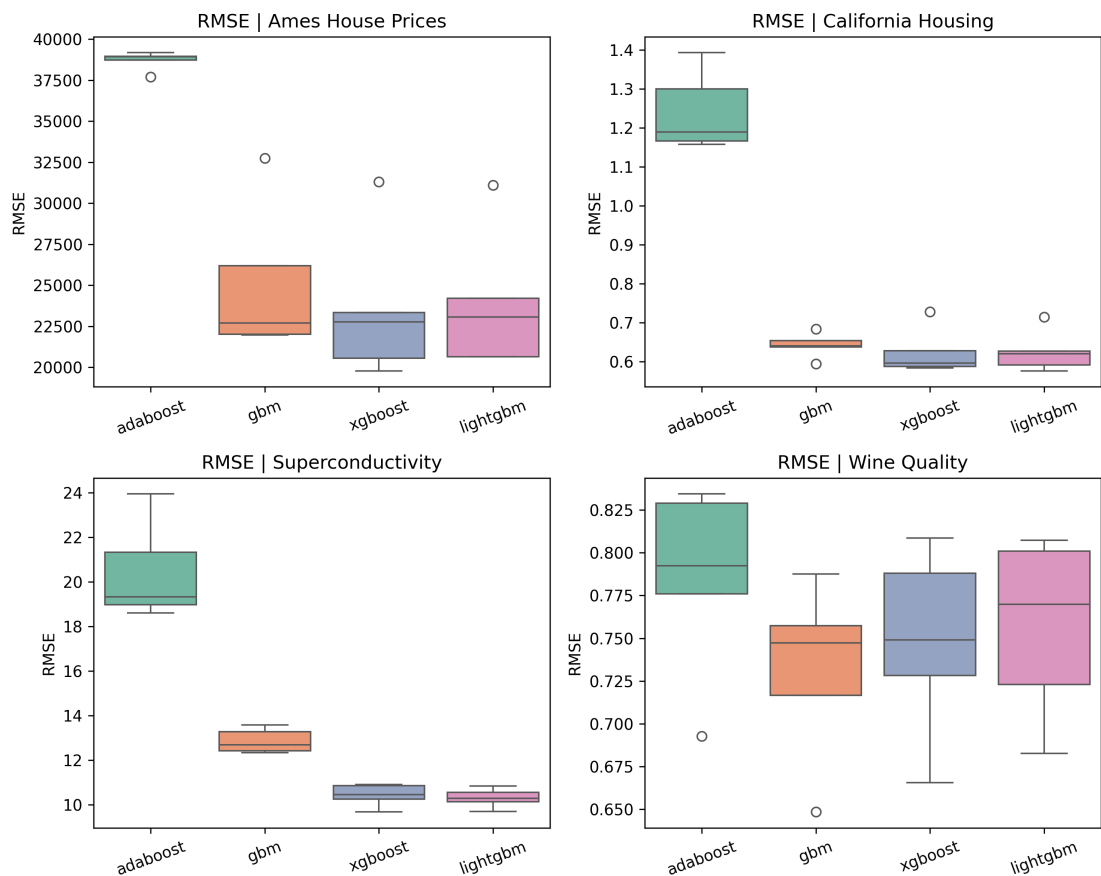 RMSE | Ames House Prices
40000
37500
35000
32500
30000
27500
25000
22500
20000
RMSE
adaboost gbm xgboost lightgbm
RMSE | California Housing
1.4
1.3
1.2
1.1
1.0
0.9
0.8
0.7
0.6
RMSE
adaboost gbm xgboost lightgbm
RMSE | Superconductivity
24
22
20
18
16
14
12
10
RMSE
adaboost gbm xgboost lightgbm
RMSE | Wine Quality
0.825
0.800
0.775
0.750
0.725
0.700
0.675
0.650
RMSE
adaboost gbm xgboost lightgbm